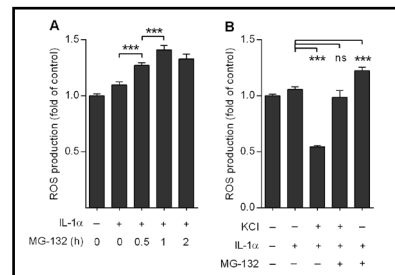 A
B
ROS production (fold of control)
1.5
1.0
0.5
0.0
***
***
IL-1α – + + + +
MG-132 (h) 0 0 0.5 1 2
ROS production (fold of control)
1.5
1.0
0.5
0.0
*** ns ***
KCl – – + + –
IL-1α – + + + +
MG-132 – – – + +